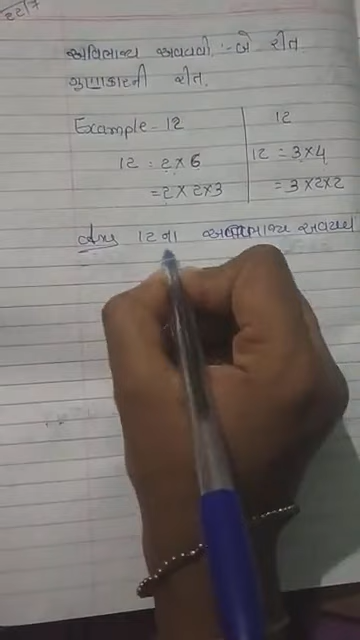 અવિભાજ્ય અવયવો :- બે રીત
ગુણાકારની રીત.
Example - 12
12 = 2 × 6
= 2 × 2 × 3
12
12 = 3 × 4
= 3 × 2 × 2
Ans 12 ના અવિભાજ્ય અવયવ